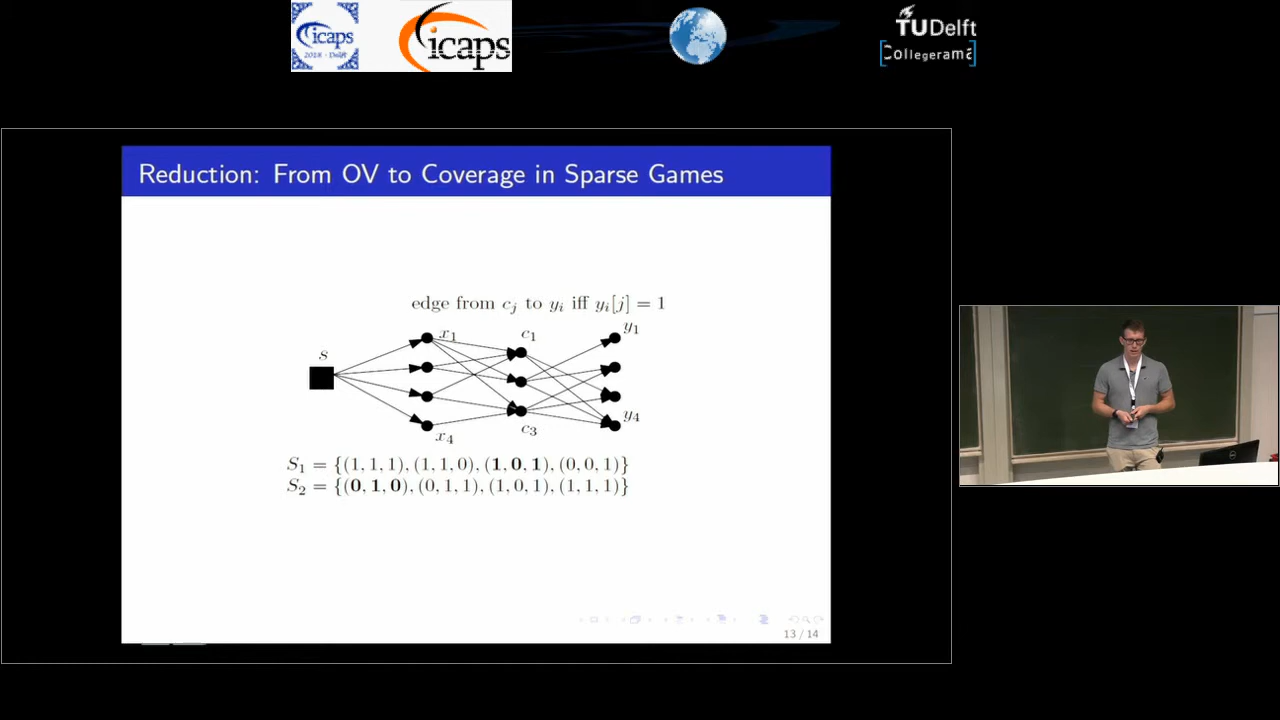 icaps
2018 - Delft
icaps
TUDelft
Collegerama
Reduction: From OV to Coverage in Sparse Games
edge from c_j to y_i iff y_i[j] = 1
s
x_1
c_1
y_1
x_4
c_3
y_4
S_1 = {(1, 1, 1), (1, 1, 0), (1, 0, 1), (0, 0, 1)}
S_2 = {(0, 1, 0), (0, 1, 1), (1, 0, 1), (1, 1, 1)}
13 / 14